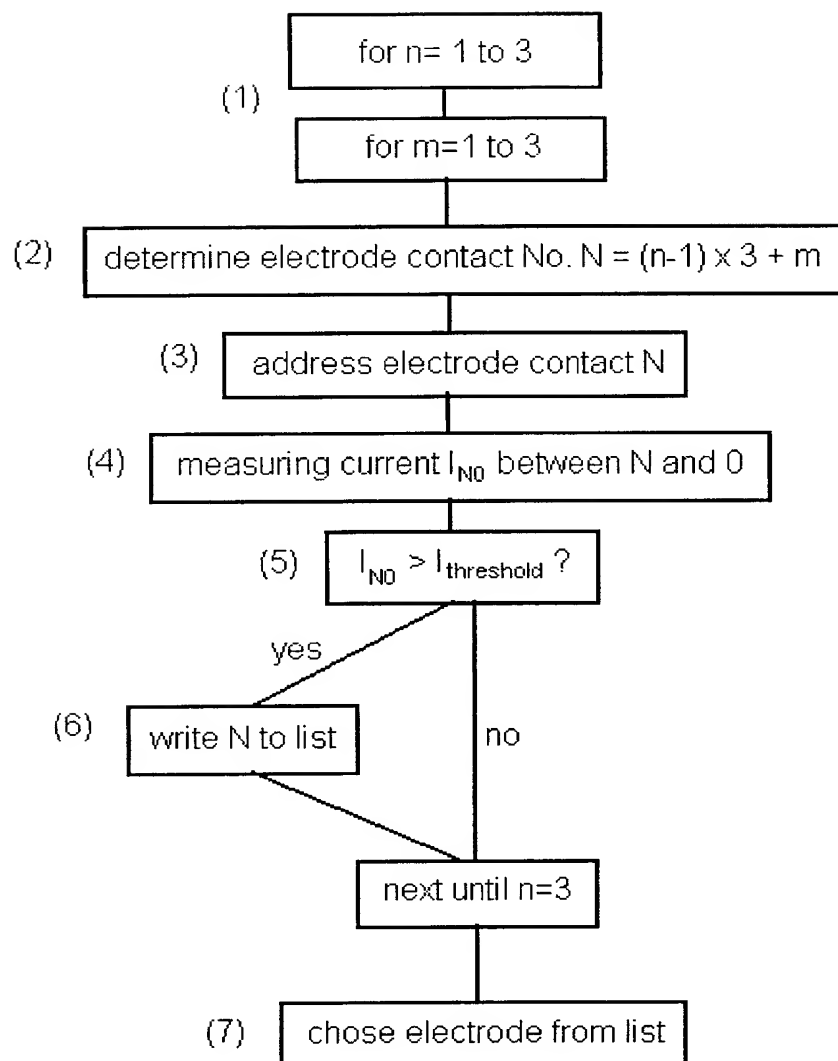 for n= 1 to 3
(1)
for m=1 to 3
(2) determine electrode contact No. N = (n-1) x 3 + m
(3) address electrode contact N
(4) measuring current I_N0 between N and 0
(5) I_N0 > I_threshold ?
yes
(6) write N to list
no
next until n=3
(7) chose electrode from list